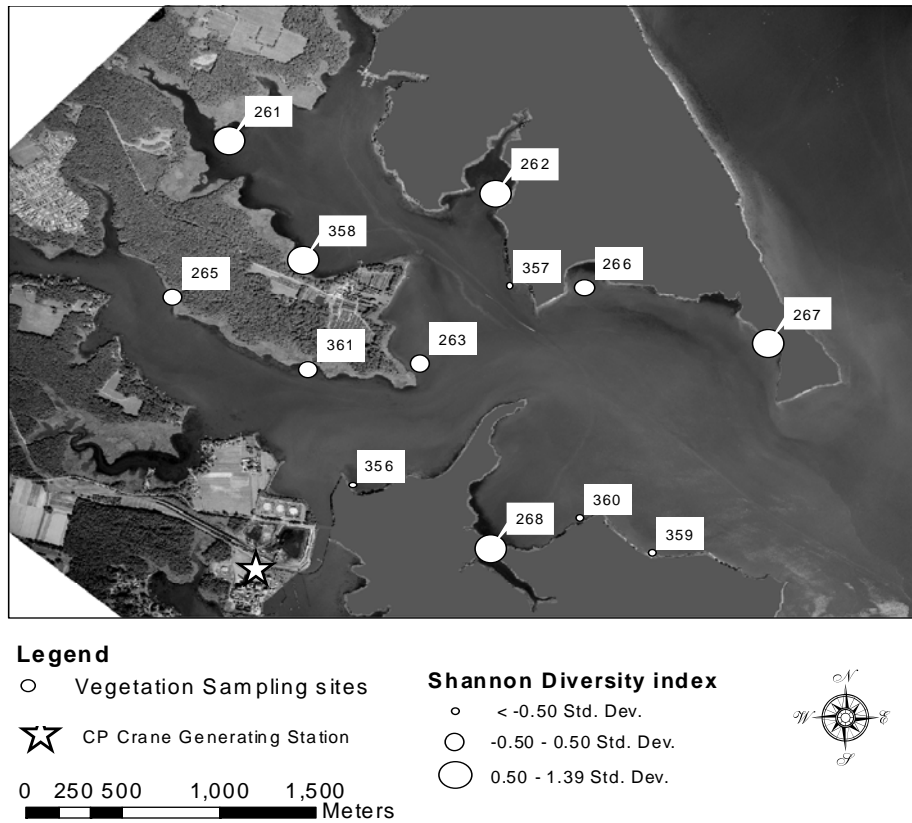 261
262
358
265
357
266
267
361
263
356
268
360
359
Legend
Vegetation Sampling sites
CP Crane Generating Station
0 250 500 1,000 1,500
Meters
Shannon Diversity index
< -0.50 Std. Dev.
-0.50 - 0.50 Std. Dev.
0.50 - 1.39 Std. Dev.
N
W E
S